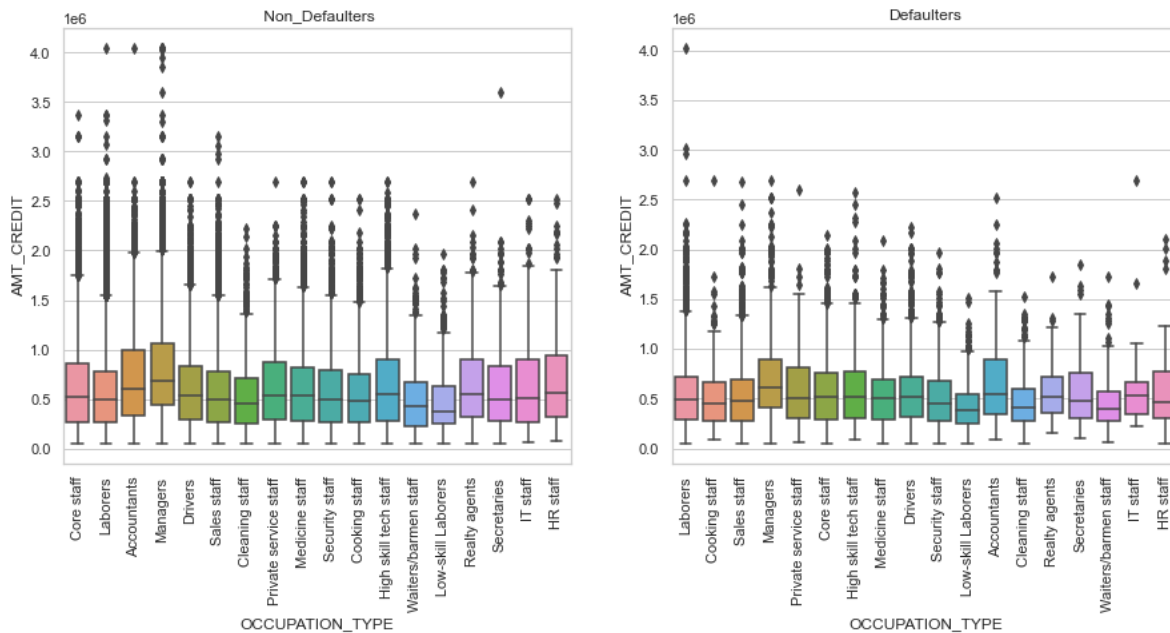 Non_Defaulters
1e6
4.0
3.5
3.0
2.5
2.0
1.5
1.0
0.5
0.0
AMT_CREDIT
Core staff
Laborers
Accountants
Managers
Drivers
Sales staff
Cleaning staff
Private service staff
Medicine staff
Security staff
Cooking staff
High skill tech staff
Waiters/barmen staff
Low-skill Laborers
Realty agents
Secretaries
IT staff
HR staff
OCCUPATION_TYPE
Defaulters
1e6
4.0
3.5
3.0
2.5
2.0
1.5
1.0
0.5
0.0
AMT_CREDIT
Laborers
Cooking staff
Sales staff
Managers
Private service staff
Core staff
High skill tech staff
Medicine staff
Drivers
Security staff
Low-skill Laborers
Accountants
Cleaning staff
Realty agents
Secretaries
Waiters/barmen staff
IT staff
HR staff
OCCUPATION_TYPE